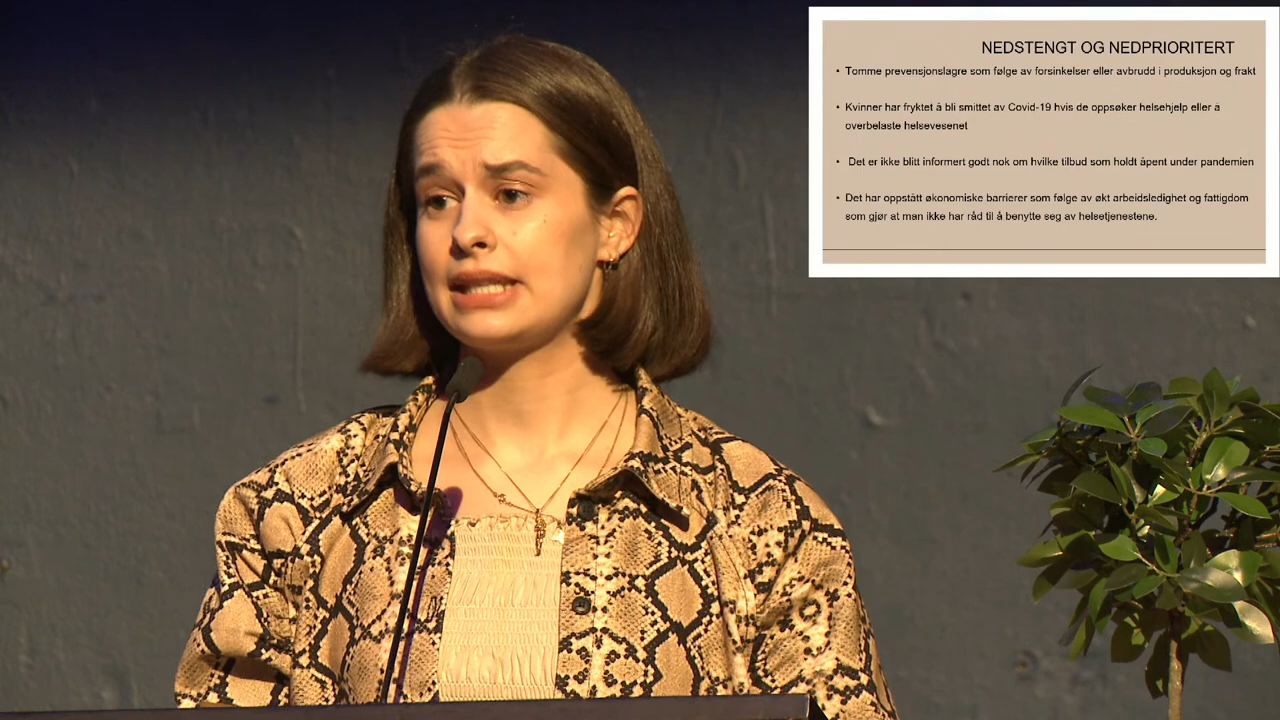 NEDSTENGT OG NEDPRIORITERT
• Tomme prevensjonslagre som følge av forsinkelser eller avbrudd i produksjon og frakt
• Kvinner har fryktet å bli smittet av Covid-19 hvis de oppsøker helsehjelp eller å
overbelaste helsevesenet
• Det er ikke blitt informert godt nok om hvilke tilbud som holdt åpent under pandemien
• Det har oppstått økonomiske barrierer som følge av økt arbeidsledighet og fattigdom
som gjør at man ikke har råd til å benytte seg av helsetjenestene.